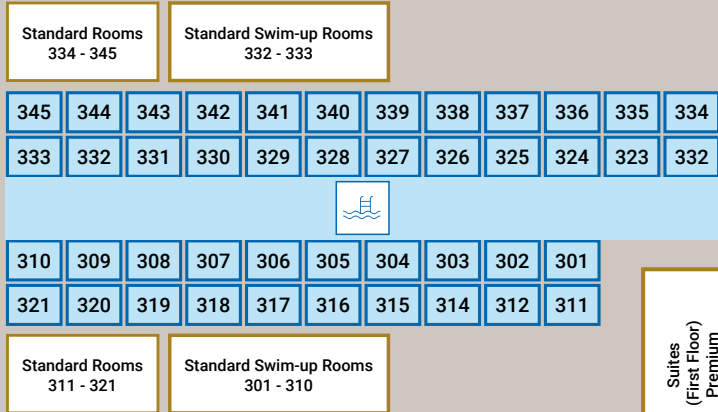 Standard Rooms
334 - 345
Standard Swim-up Rooms
332 - 333
345 344 343 342 341 340 339 338 337 336 335 334
333 332 331 330 329 328 327 326 325 324 323 332
310 309 308 307 306 305 304 303 302 301
321 320 319 318 317 316 315 314 312 311
Standard Rooms
311 - 321
Standard Swim-up Rooms
301 - 310
Suites
(First Floor)
Premium